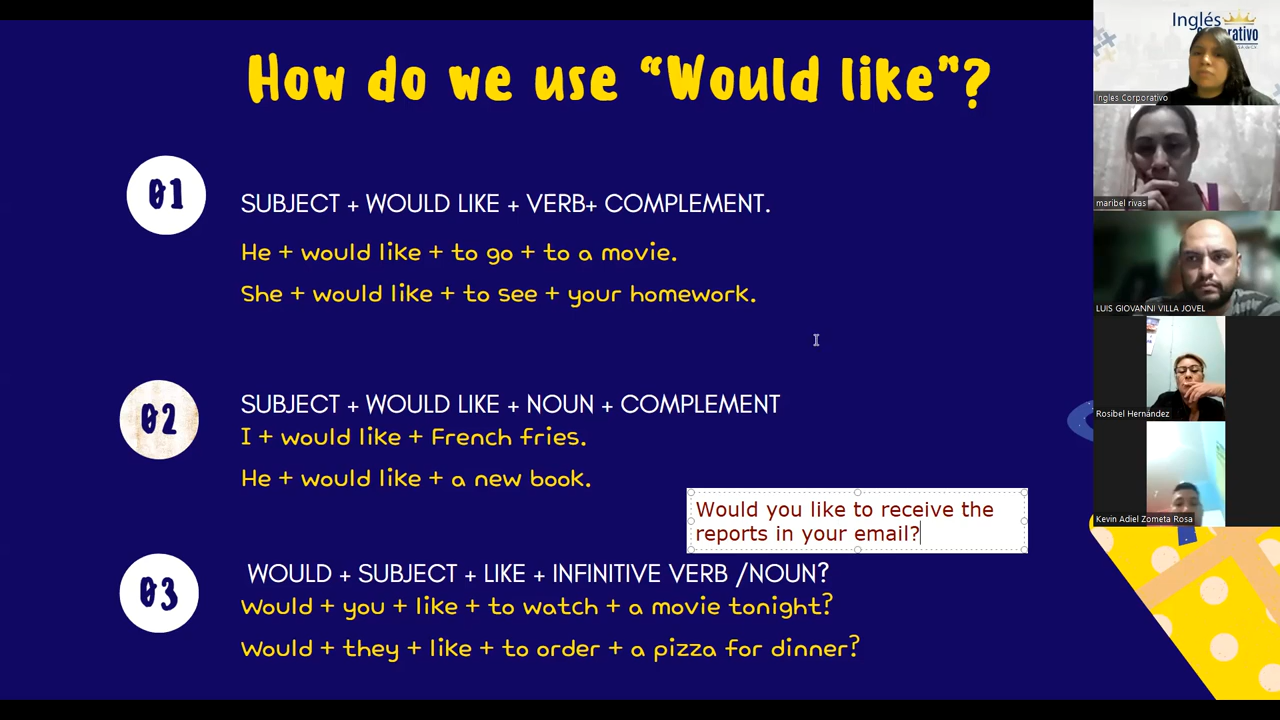 How do we use “Would like”?
01
SUBJECT + WOULD LIKE + VERB+ COMPLEMENT.
He + would like + to go + to a movie.
She + would like + to see + your homework.
02
SUBJECT + WOULD LIKE + NOUN + COMPLEMENT
I + would like + French fries.
He + would like + a new book.
Would you like to receive the
reports in your email?
03
WOULD + SUBJECT + LIKE + INFINITIVE VERB /NOUN?
Would + you + like + to watch + a movie tonight?
Would + they + like + to order + a pizza for dinner?
Inglés
Ingles Corporativo
maribel rivas
LUIS GIOVANNI VILLA JOVEL
Rosibel Hernández
Kevin Adiel Zometa Rosa